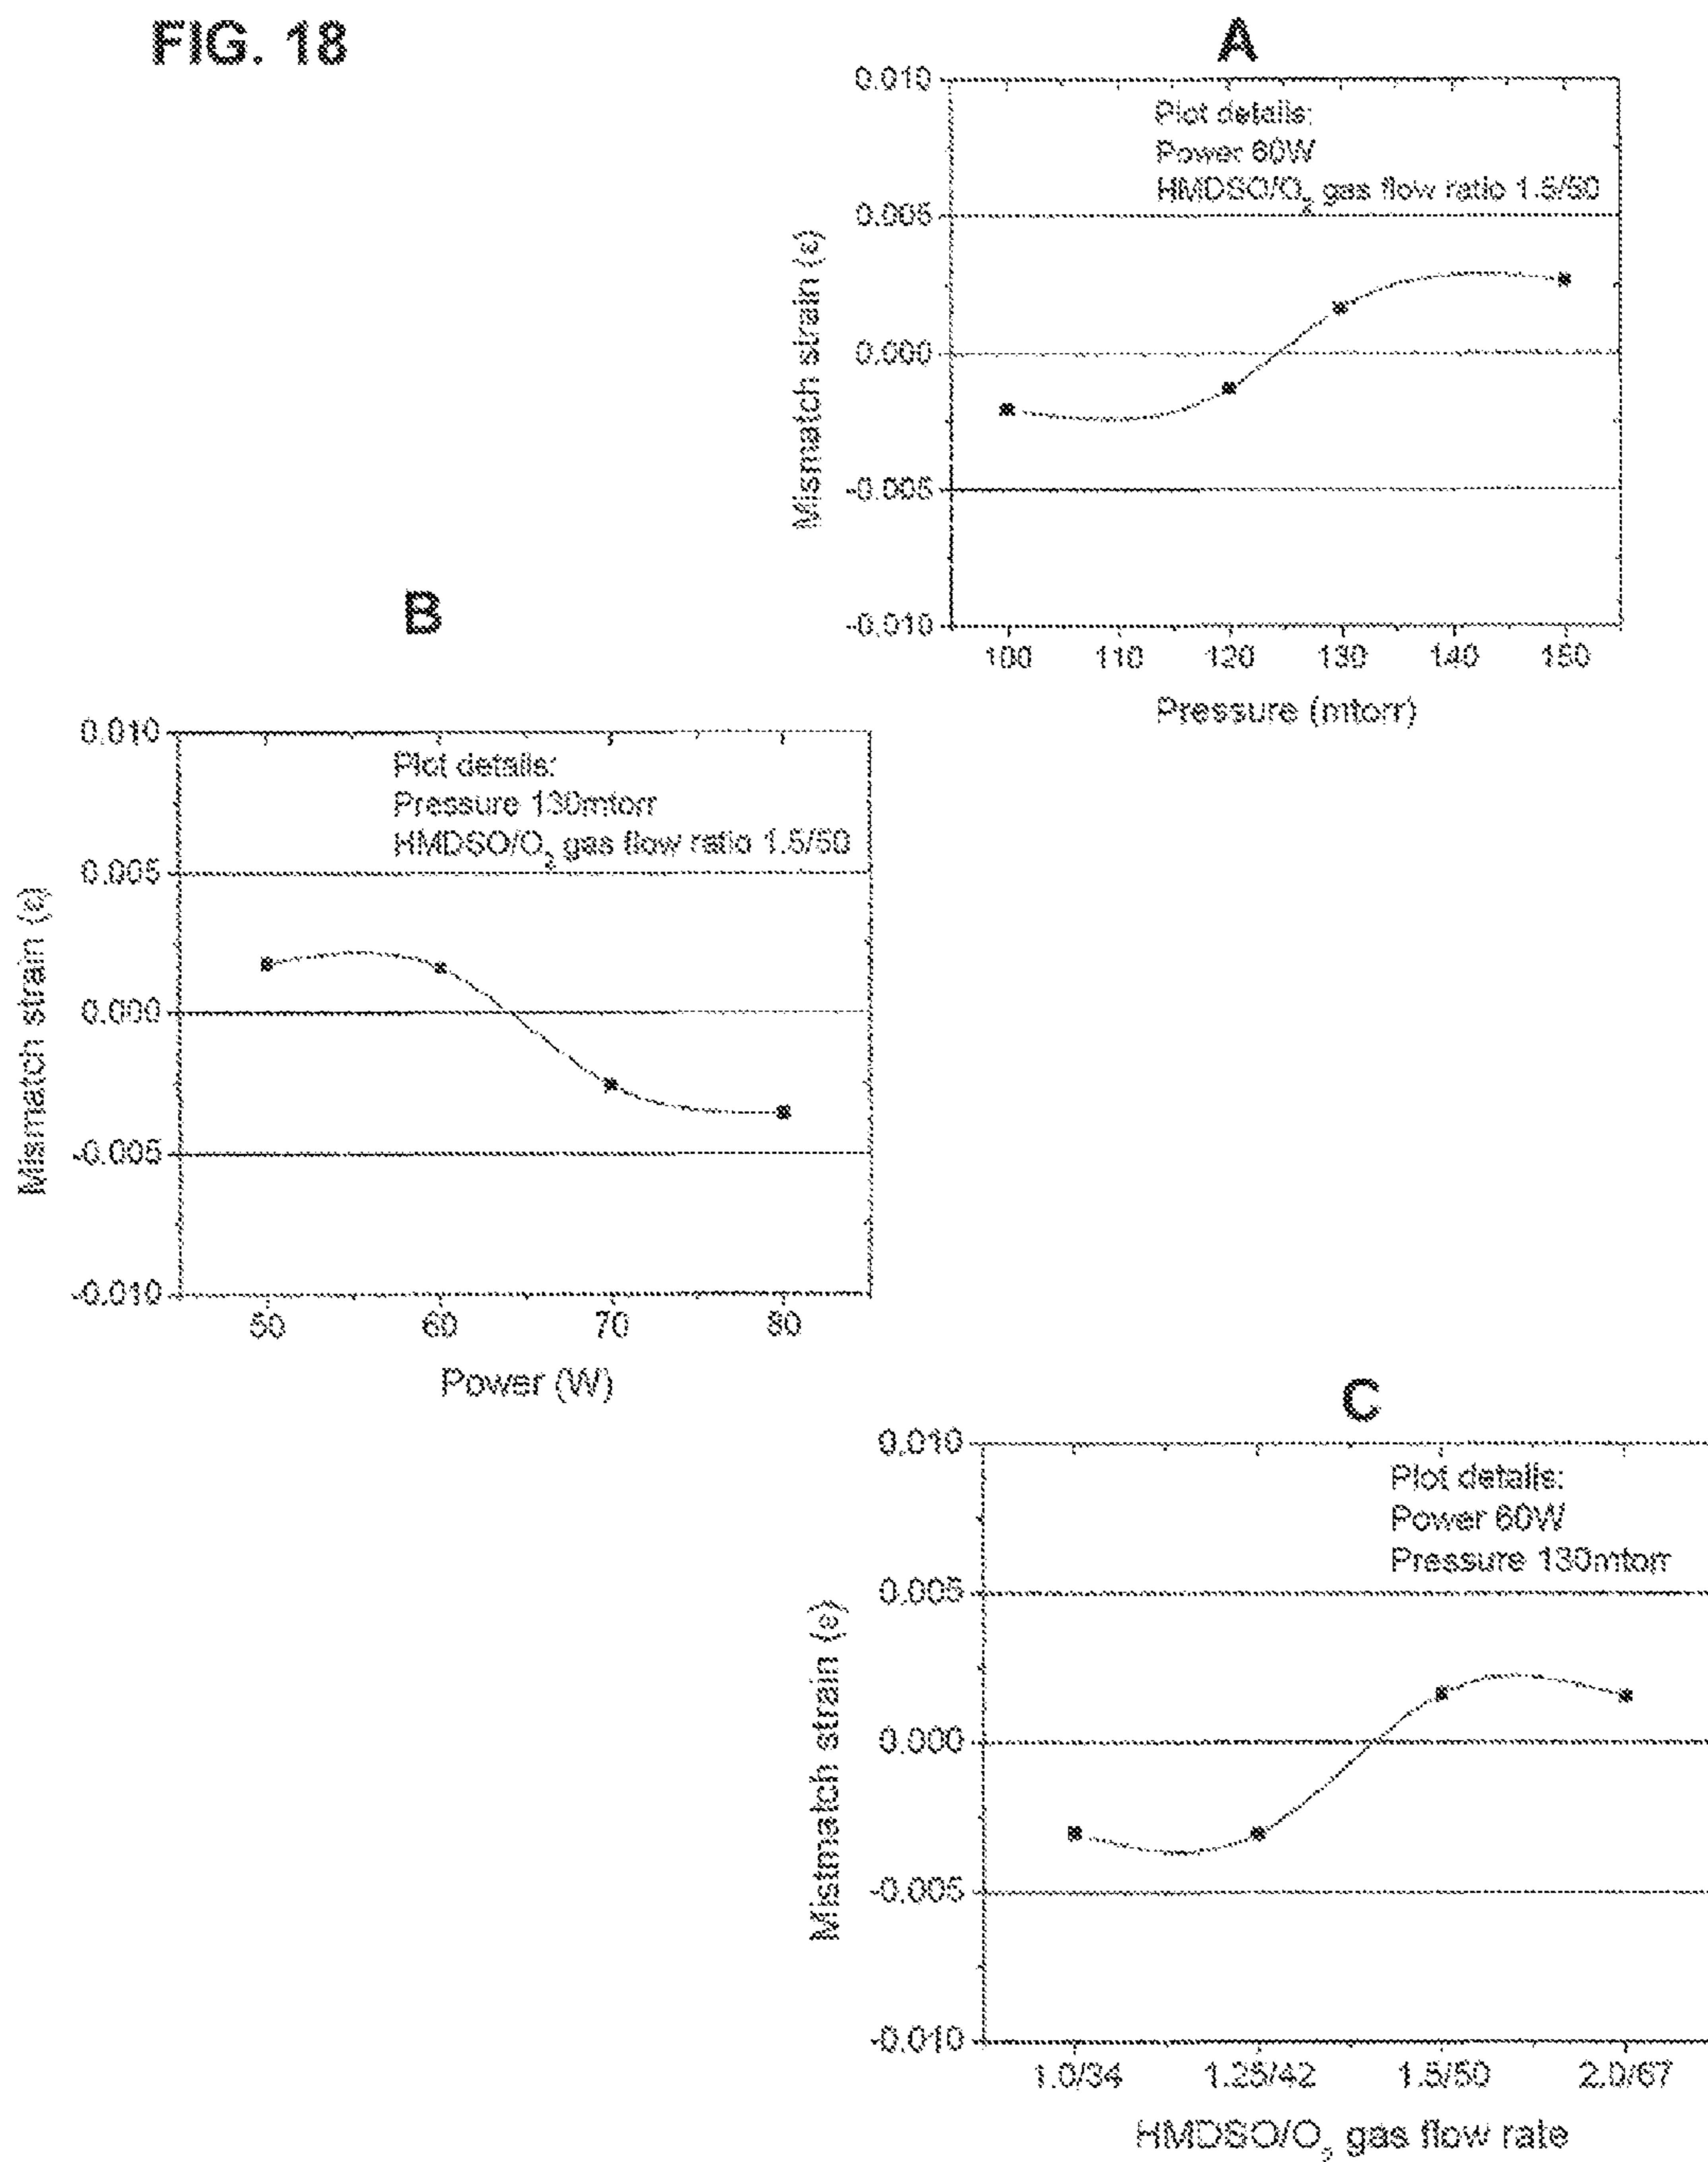 FIG. 18
A
0.010
Plot details:
Power 60W
HMDSO/O2 gas flow ratio 1.5/50
0.005
0.000
-0.005
-0.010
Mismatch strain (ε)
100 110 120 130 140 150
Pressure (mtorr)
B
0.010
Plot details:
Pressure 130mtorr
HMDSO/O2 gas flow ratio 1.5/50
0.005
0.000
-0.005
-0.010
Mismatch strain (ε)
50 60 70 80
Power (W)
C
0.010
Plot details:
Power 60W
Pressure 130mtorr
0.005
0.000
-0.005
-0.010
Mistmatch strain (ε)
1.0/34 1.25/42 1.5/50 2.0/67
HMDSO/O2 gas flow rate